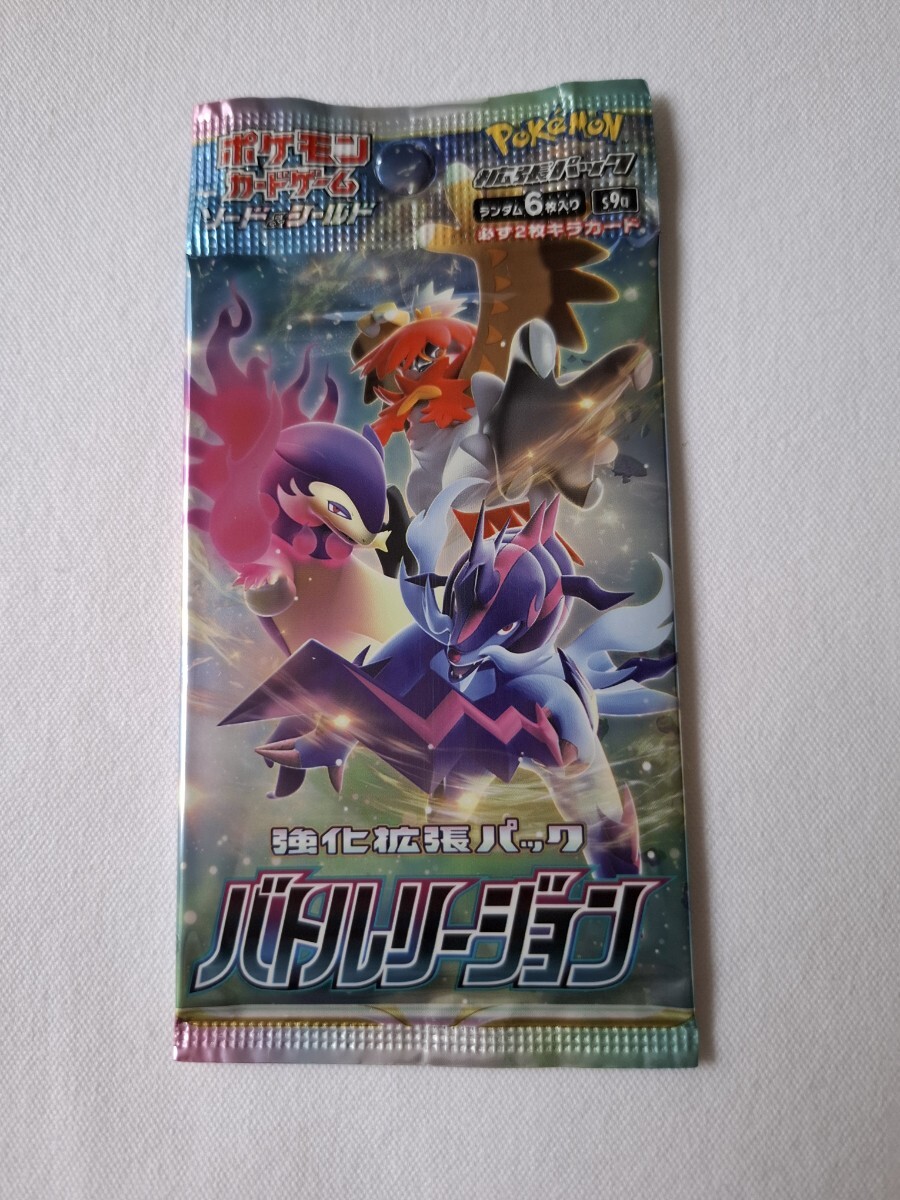 ポケモン
カードゲーム
ソード&シールド
POKÉMON
拡張パック
ランダム6枚入り
S9a
必ず2枚キラカード
強化拡張パック
バトルリージョン